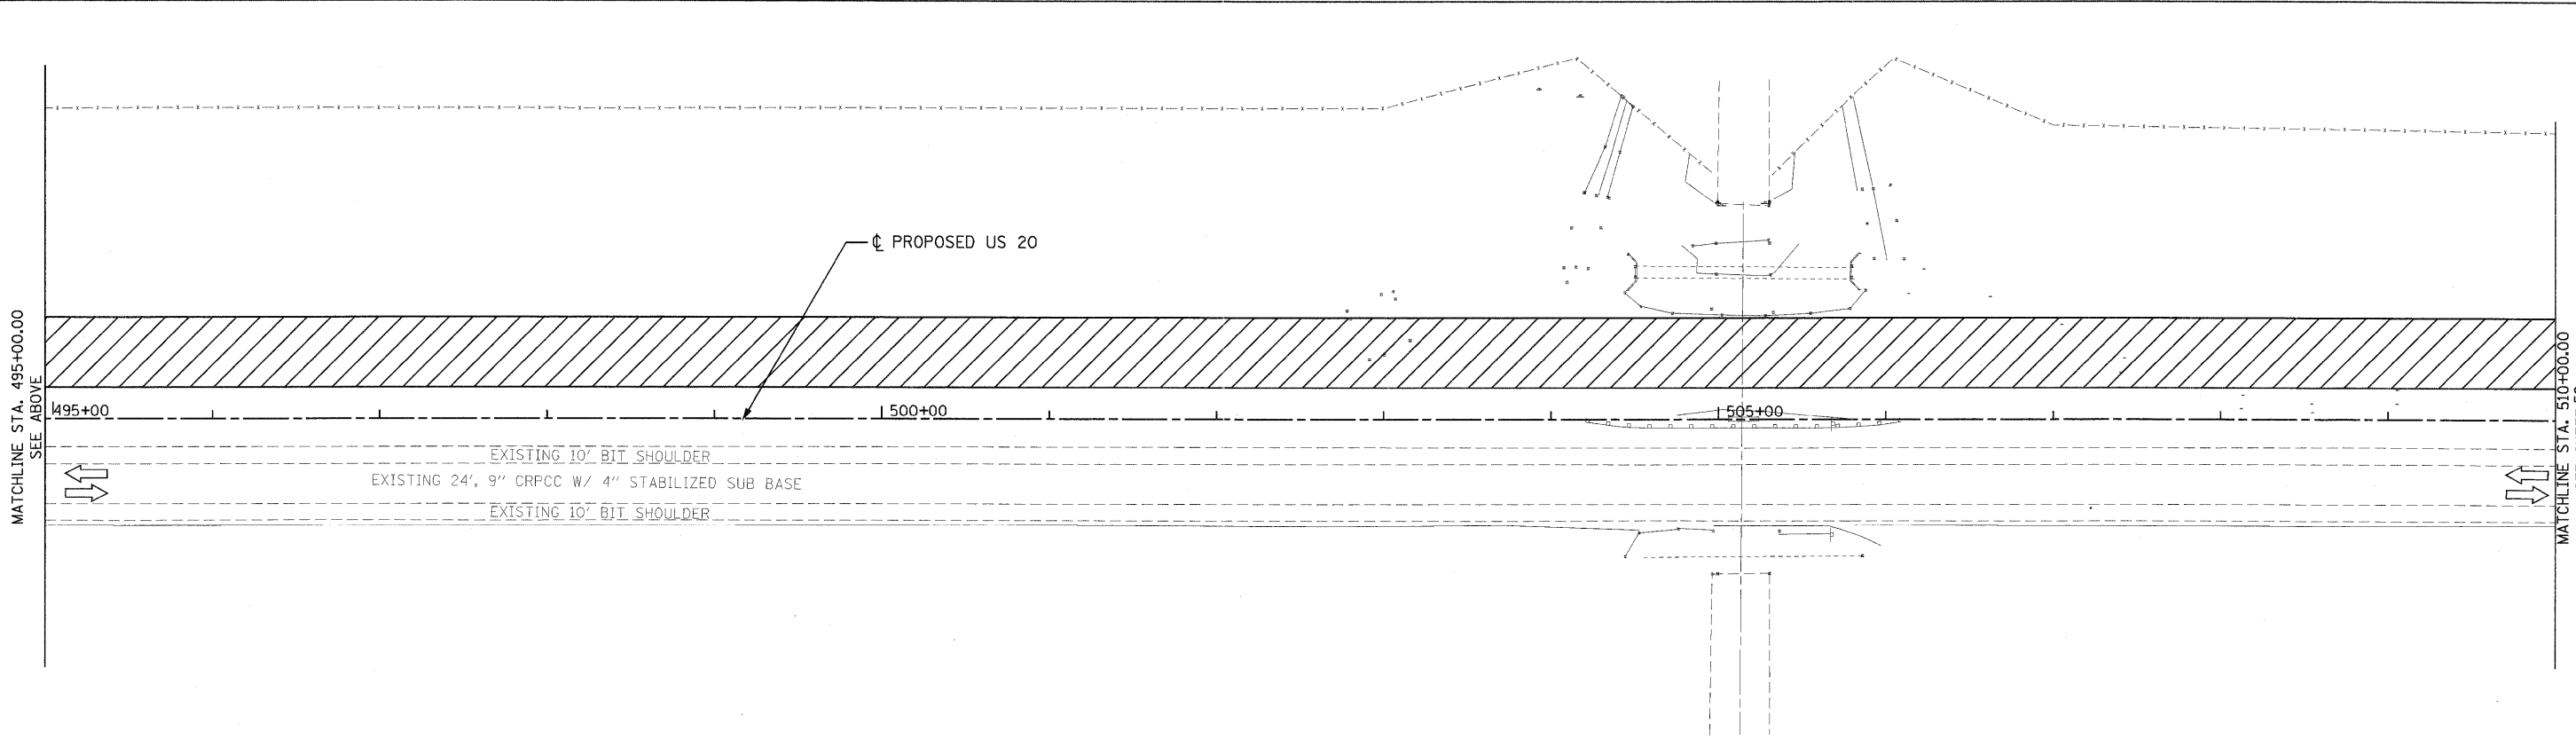 ℄ PROPOSED US 20
MATCHLINE STA. 495+00.00
SEE ABOVE
495+00
500+00
505+00
EXISTING 10' BIT SHOULDER
EXISTING 24', 9" CRPCC W/ 4" STABILIZED SUB BASE
EXISTING 10' BIT SHOULDER
MATCHLINE STA. 510+00.00